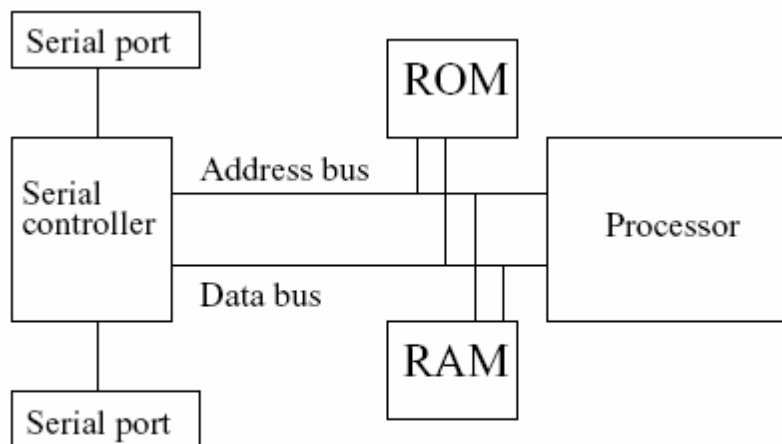 Serial port
ROM
Address bus
Serial
controller
Processor
Data bus
RAM
Serial port